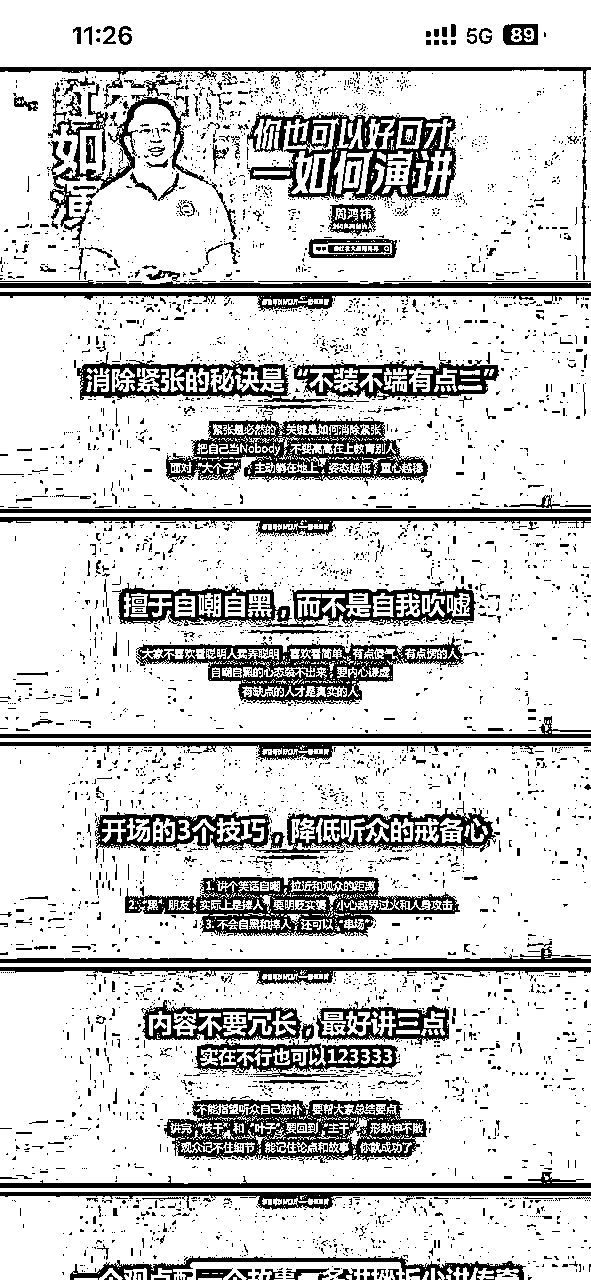 11:26
5G
89
如
演
你也可以好口才
—如何演讲
周鸿祎
消除紧张的秘诀是“不装不端有点二”
紧张是必然的，关键是如何消除紧张
把自己当Nobody，不要高高在上教育别人
面对“大个子”，主动躺在地上，姿态越低，重心越稳
擅于自嘲自黑，而不是自我吹嘘
大家不喜欢看聪明人卖弄聪明，喜欢看简单、有点傻气、有点愣的人
自嘲自黑的心态装不出来，要内心谦虚
有缺点的人才是真实的人
开场的3个技巧，降低听众的戒备心
1. 讲个笑话自嘲，拉近和观众的距离
2. “黑”朋友，实际上是捧人，要明贬实褒，小心越界过火和人身攻击
3. 不会自黑和捧人，还可以“串场”
内容不要冗长，最好讲三点
实在不行也可以123333
不能指望听众自己脑补，要帮大家总结要点
讲完“枝干”和“叶子”要回到“主干”，形散神不散
观众记不住细节，能记住论点和故事，你就成功了